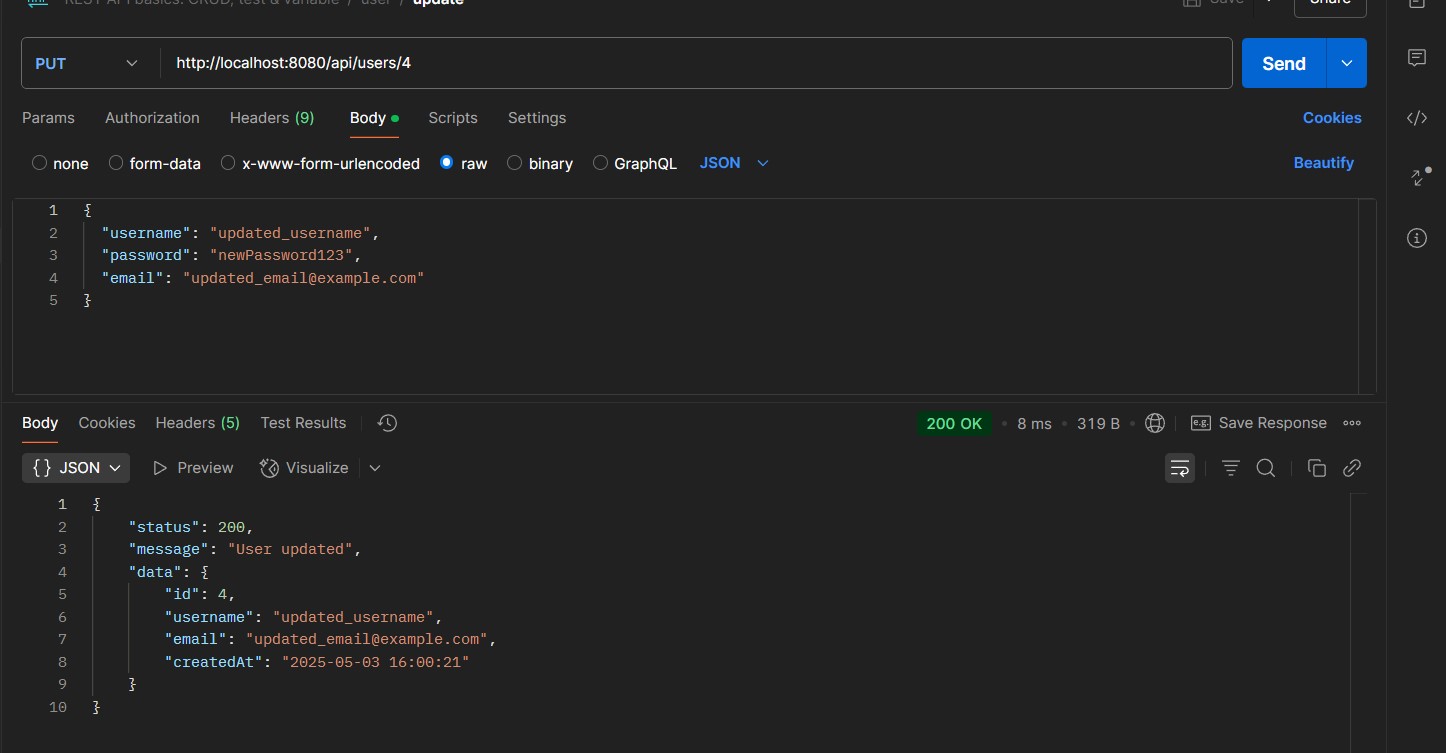 REST API basics: CRUD, test & variable / user / update
Save
Share
PUT http://localhost:8080/api/users/4 Send
Params Authorization Headers (9) Body Scripts Settings Cookies
none form-data x-www-form-urlencoded raw binary GraphQL JSON Beautify
1 {
2 "username": "updated_username",
3 "password": "newPassword123",
4 "email": "updated_email@example.com"
5 }
Body Cookies Headers (5) Test Results 200 OK • 8 ms • 319 B • e.g. Save Response
{} JSON Preview Visualize
1 {
2 "status": 200,
3 "message": "User updated",
4 "data": {
5 "id": 4,
6 "username": "updated_username",
7 "email": "updated_email@example.com",
8 "createdAt": "2025-05-03 16:00:21"
9 }
10 }